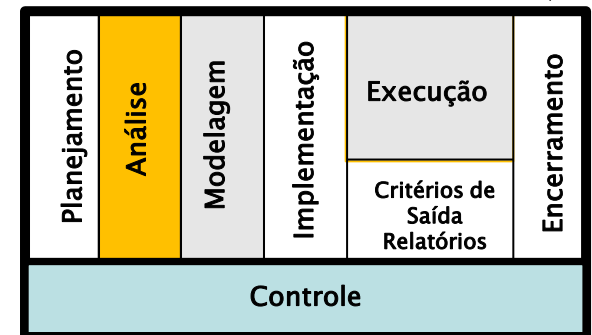 Planejamento
Análise
Modelagem
Implementação
Execução
Critérios de
Saída
Relatórios
Encerramento
Controle